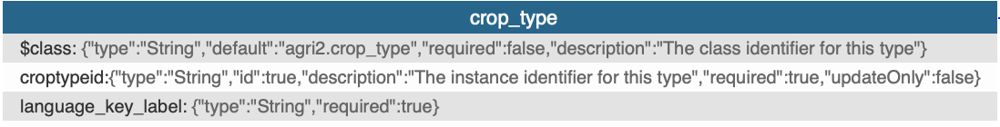 crop_type
$class: {"type":"String","default":"agri2.crop_type","required":false,"description":"The class identifier for this type"}
croptypeid:{"type":"String","id":true,"description":"The instance identifier for this type","required":true,"updateOnly":false}
language_key_label: {"type":"String","required":true}